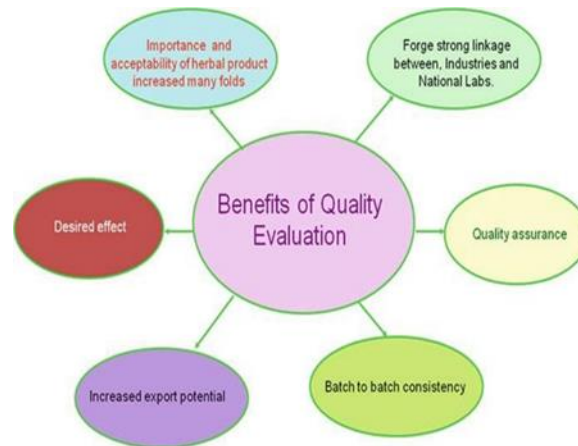 Importance and
acceptability of herbal product
increased many folds
Forge strong linkage
between, Industries and
National Labs.
Benefits of Quality
Evaluation
Desired effect
Quality assurance
Increased export potential
Batch to batch consistency